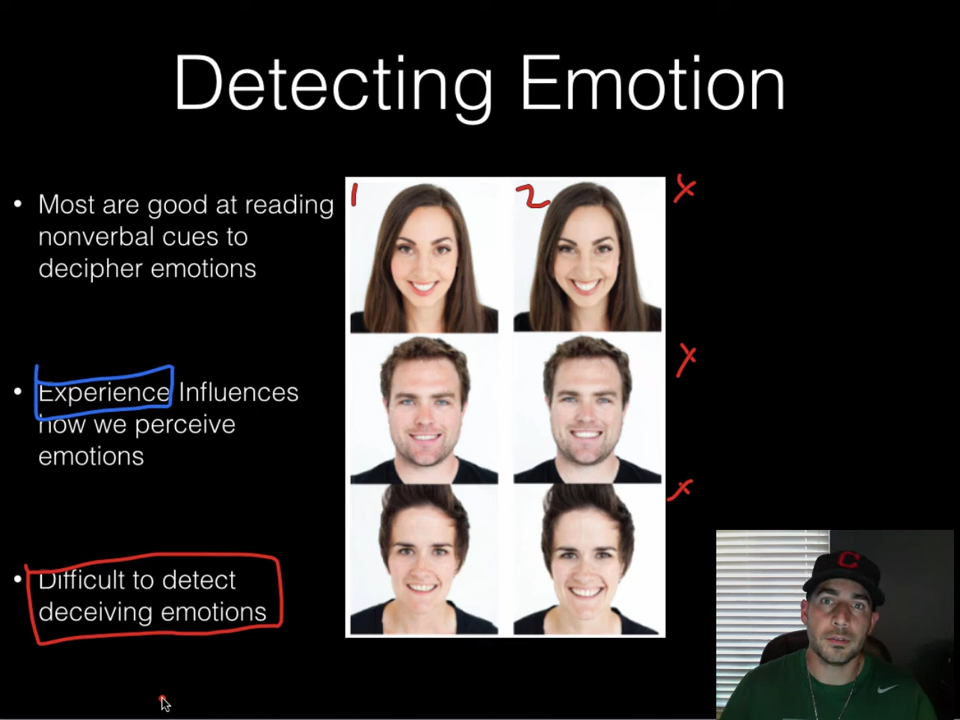 Detecting Emotion
• Most are good at reading
nonverbal cues to
decipher emotions
• Experience Influences
how we perceive
emotions
• Difficult to detect
deceiving emotions
1 2
C